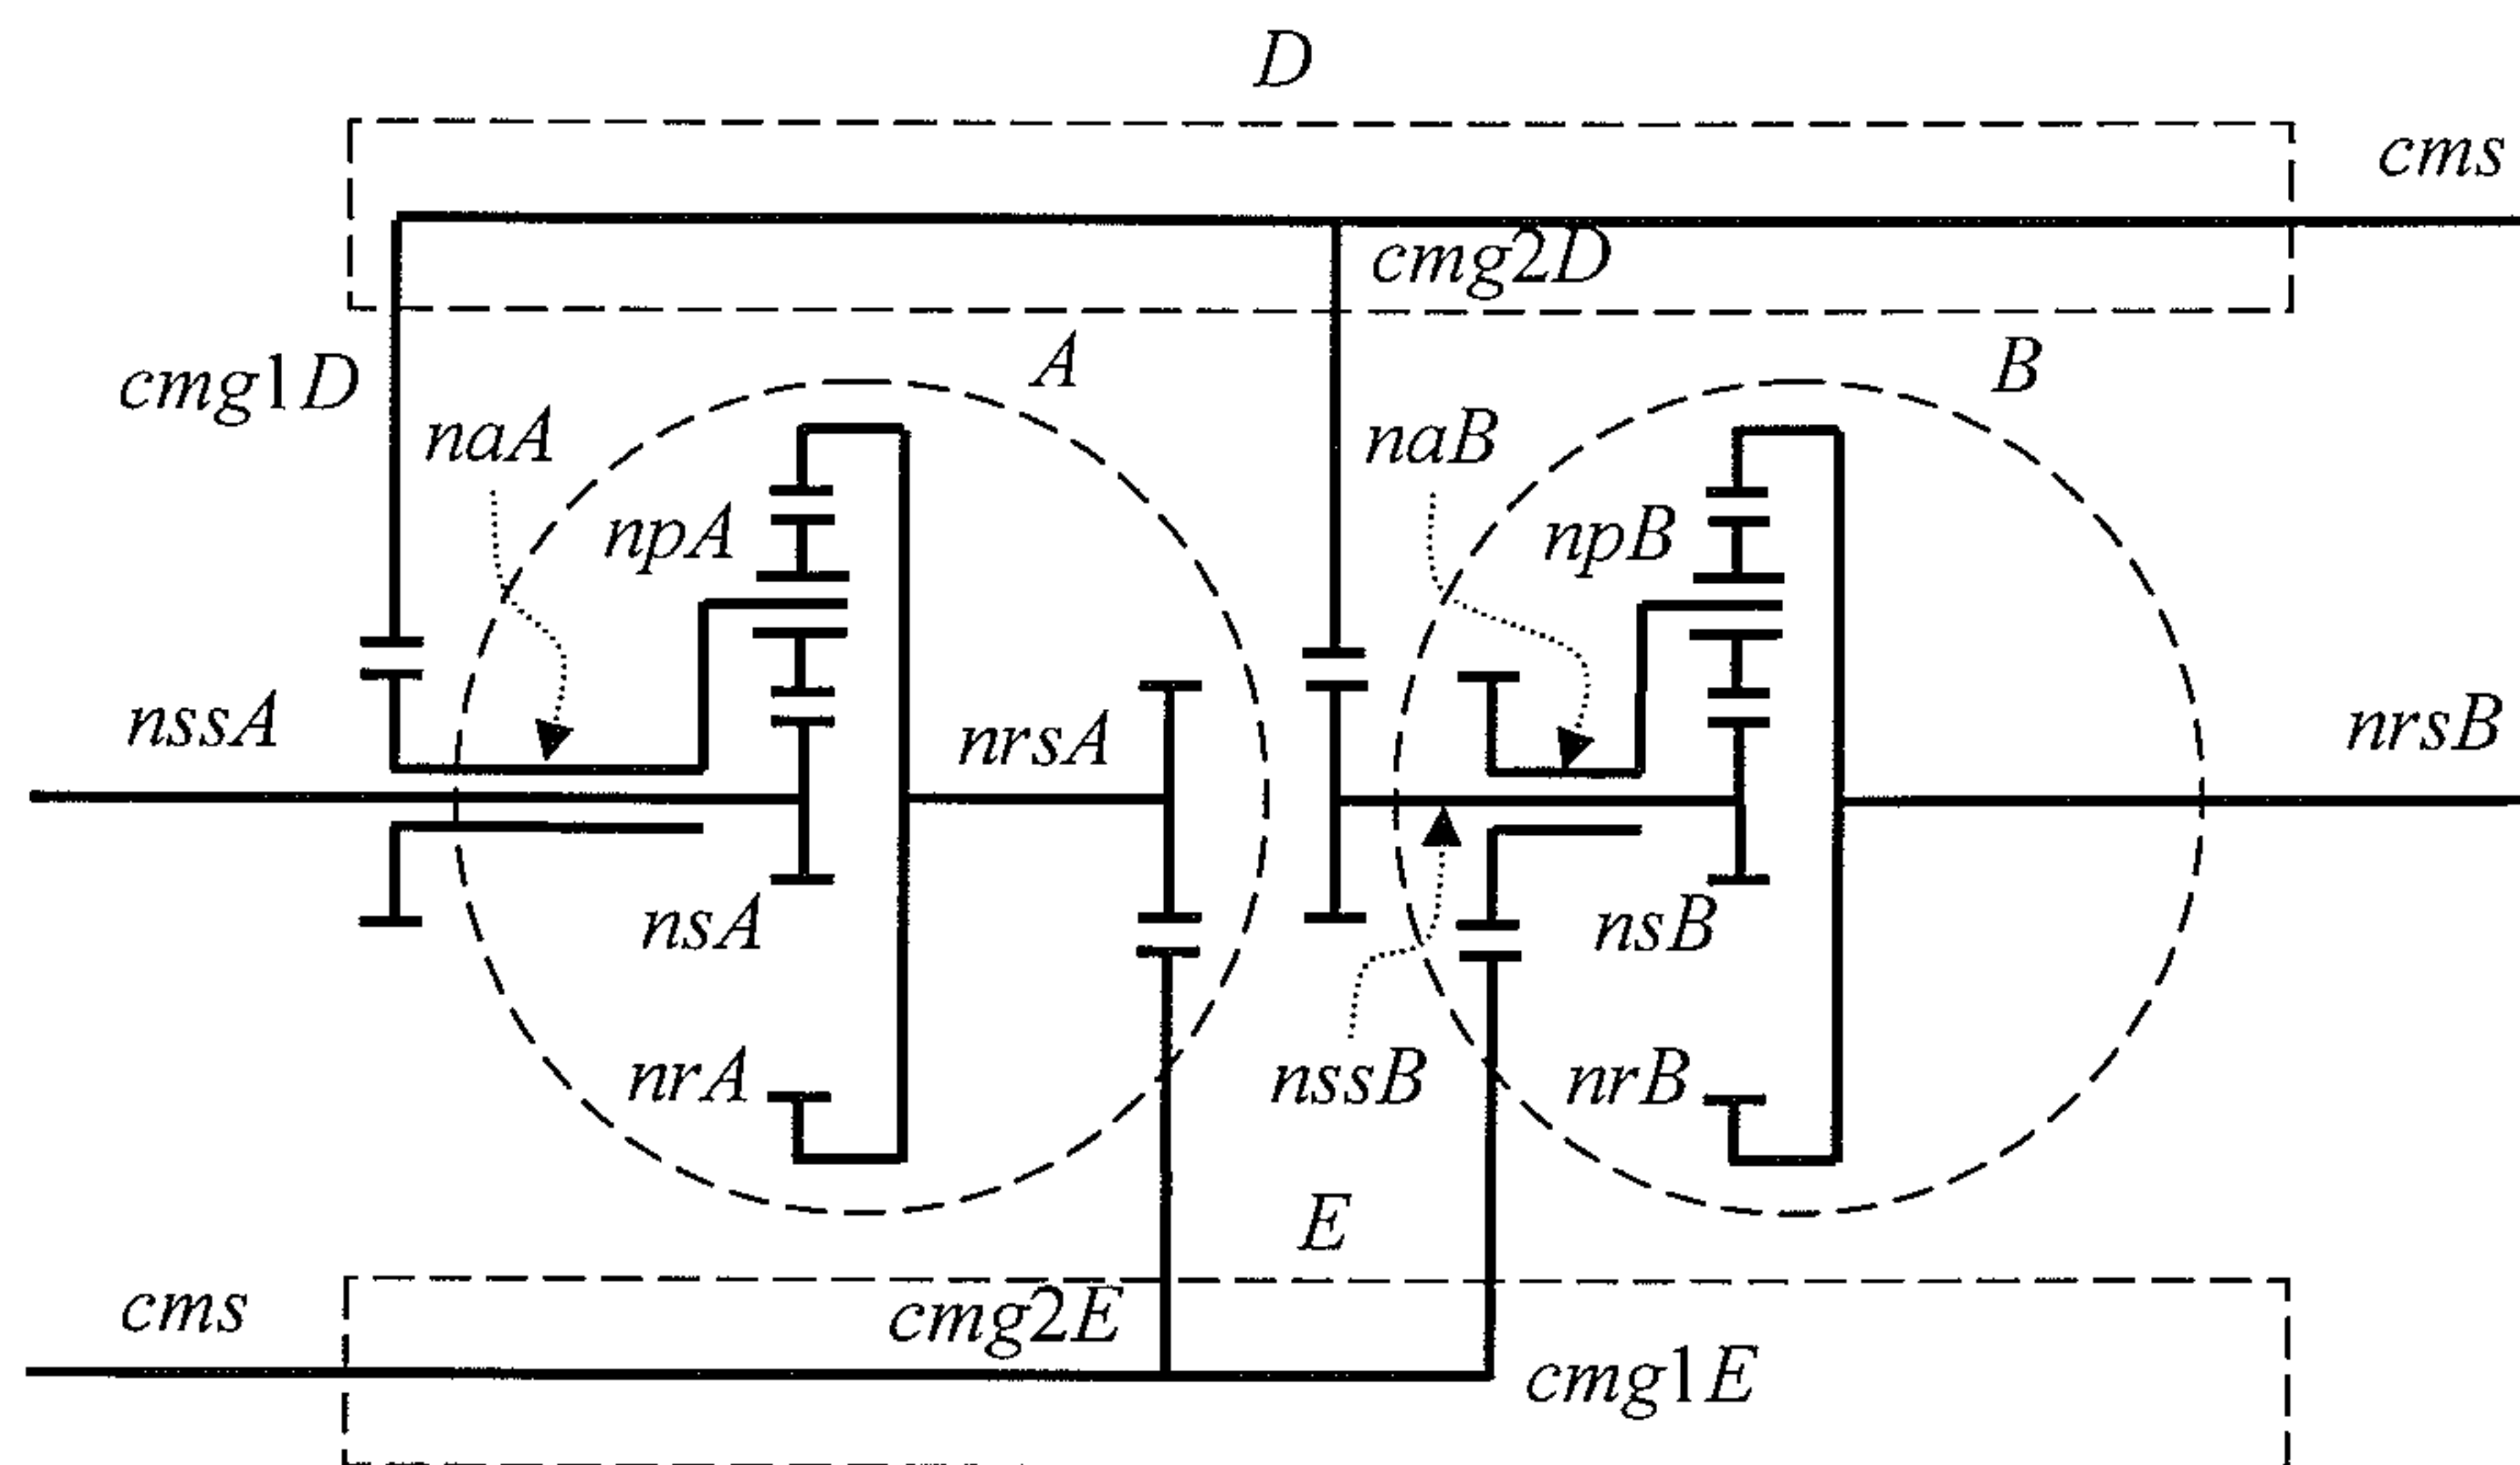 D
cms
cmg2D
A
B
cmg1D
naA
naB
npA
npB
nssA
nrsA
nrsB
nsA
nsB
nrA
nssB
nrB
E
cms
cmg2E
cmg1E